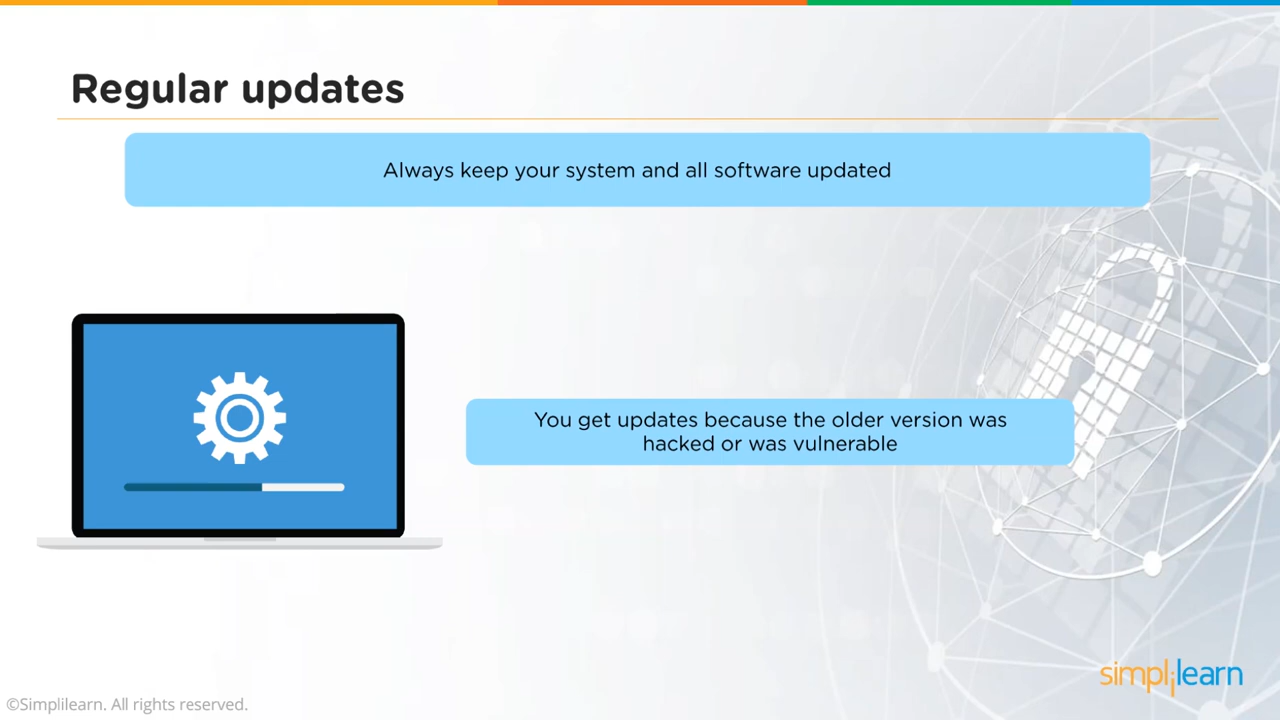 Regular updates
Always keep your system and all software updated
You get updates because the older version was
hacked or was vulnerable
simplilearn
©Simplilearn. All rights reserved.